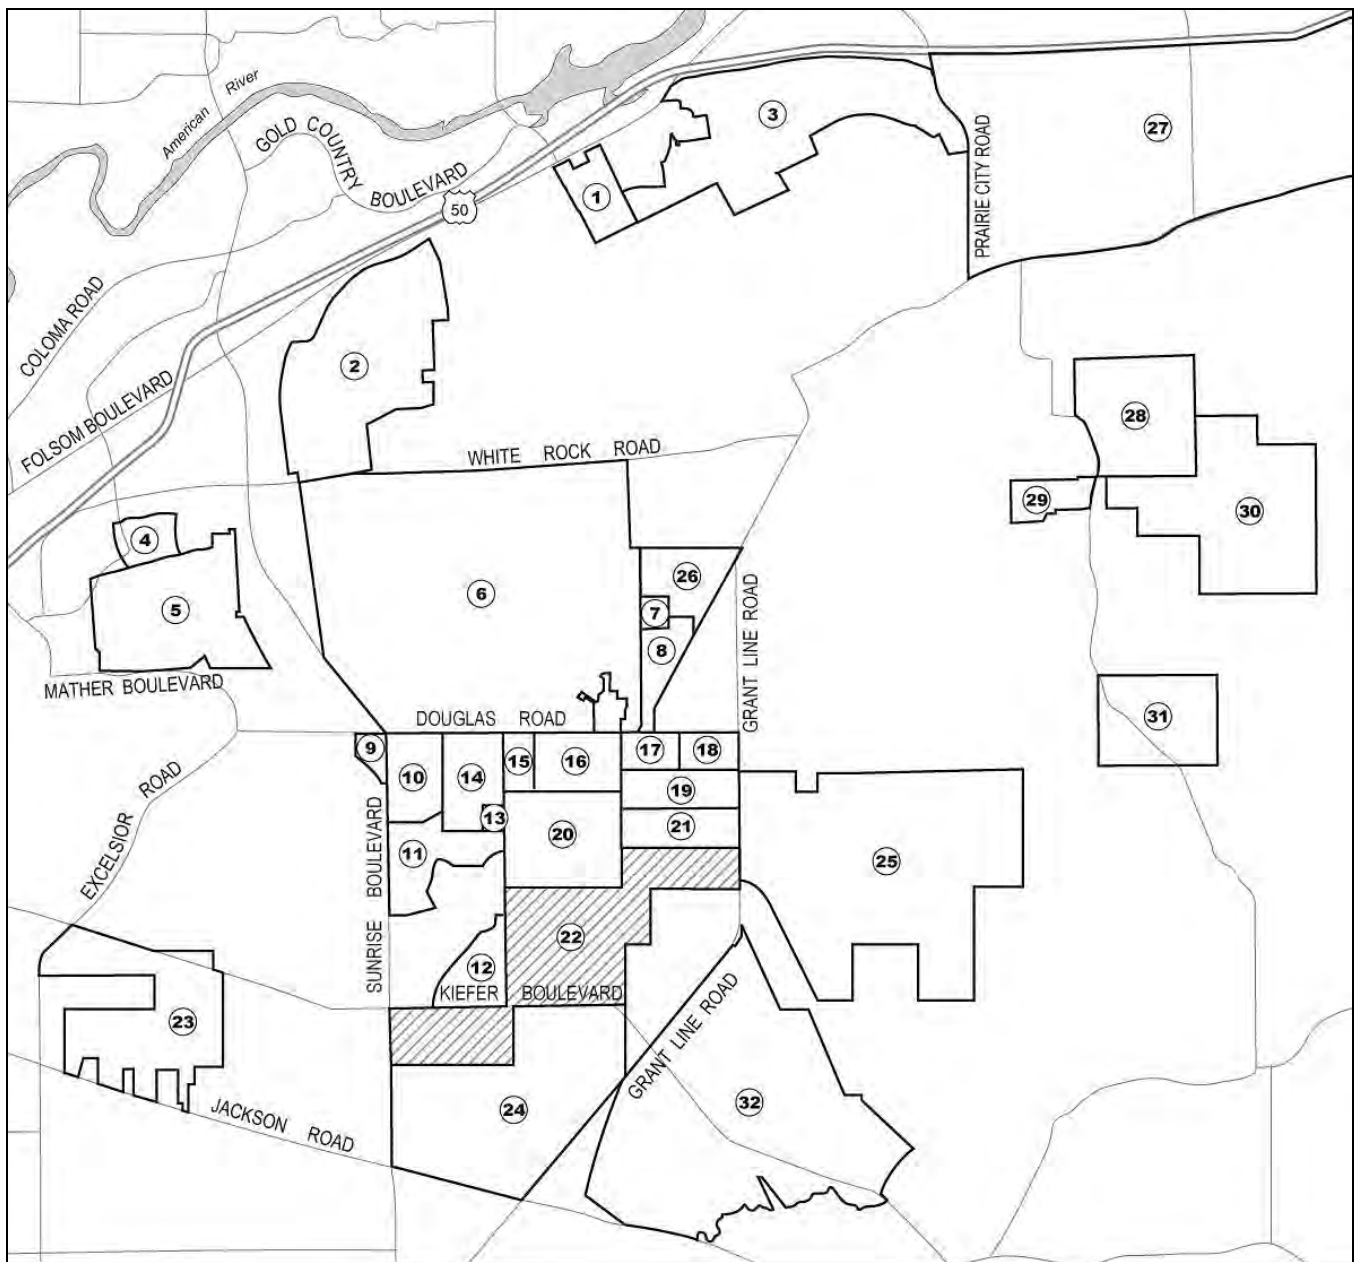 American River
GOLD COUNTRY BOULEVARD
50
3
27
1
PRAIRIE CITY ROAD
COLOMA ROAD
FOLSOM BOULEVARD
2
28
WHITE ROCK ROAD
29
30
4
5
6
26
7
8
GRANT LINE ROAD
MATHER BOULEVARD
DOUGLAS ROAD
31
9
10
14
15
16
17
18
EXCELSIOR ROAD
SUNRISE BOULEVARD
13
19
11
20
21
25
22
12
KIEFER BOULEVARD
23
GRANT LINE ROAD
24
32
JACKSON ROAD